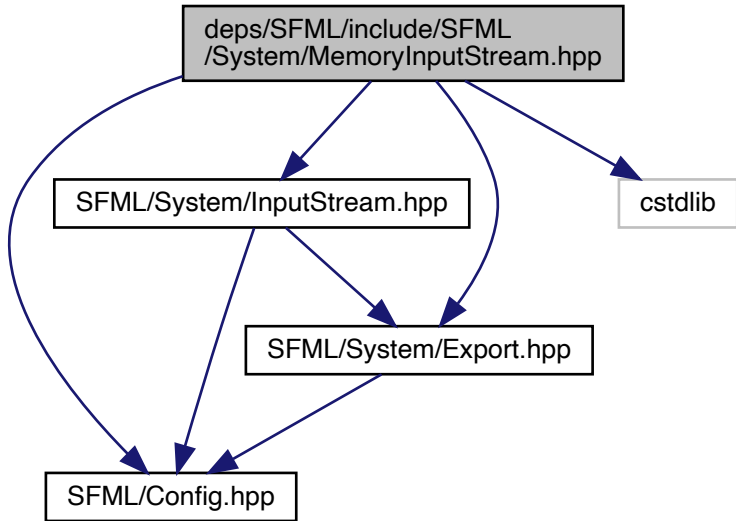 deps/SFML/include/SFML
/System/MemoryInputStream.hpp
SFML/System/InputStream.hpp
cstdlib
SFML/System/Export.hpp
SFML/Config.hpp